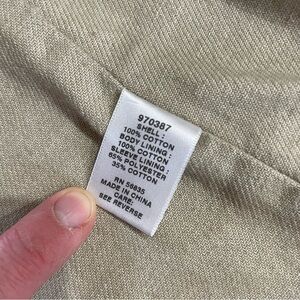 970387
SHELL :
100% COTTON
BODY LINING :
100% COTTON
SLEEVE LINING :
65% POLYESTER
35% COTTON
RN 56835
MADE IN CHINA
CARE:
SEE REVERSE